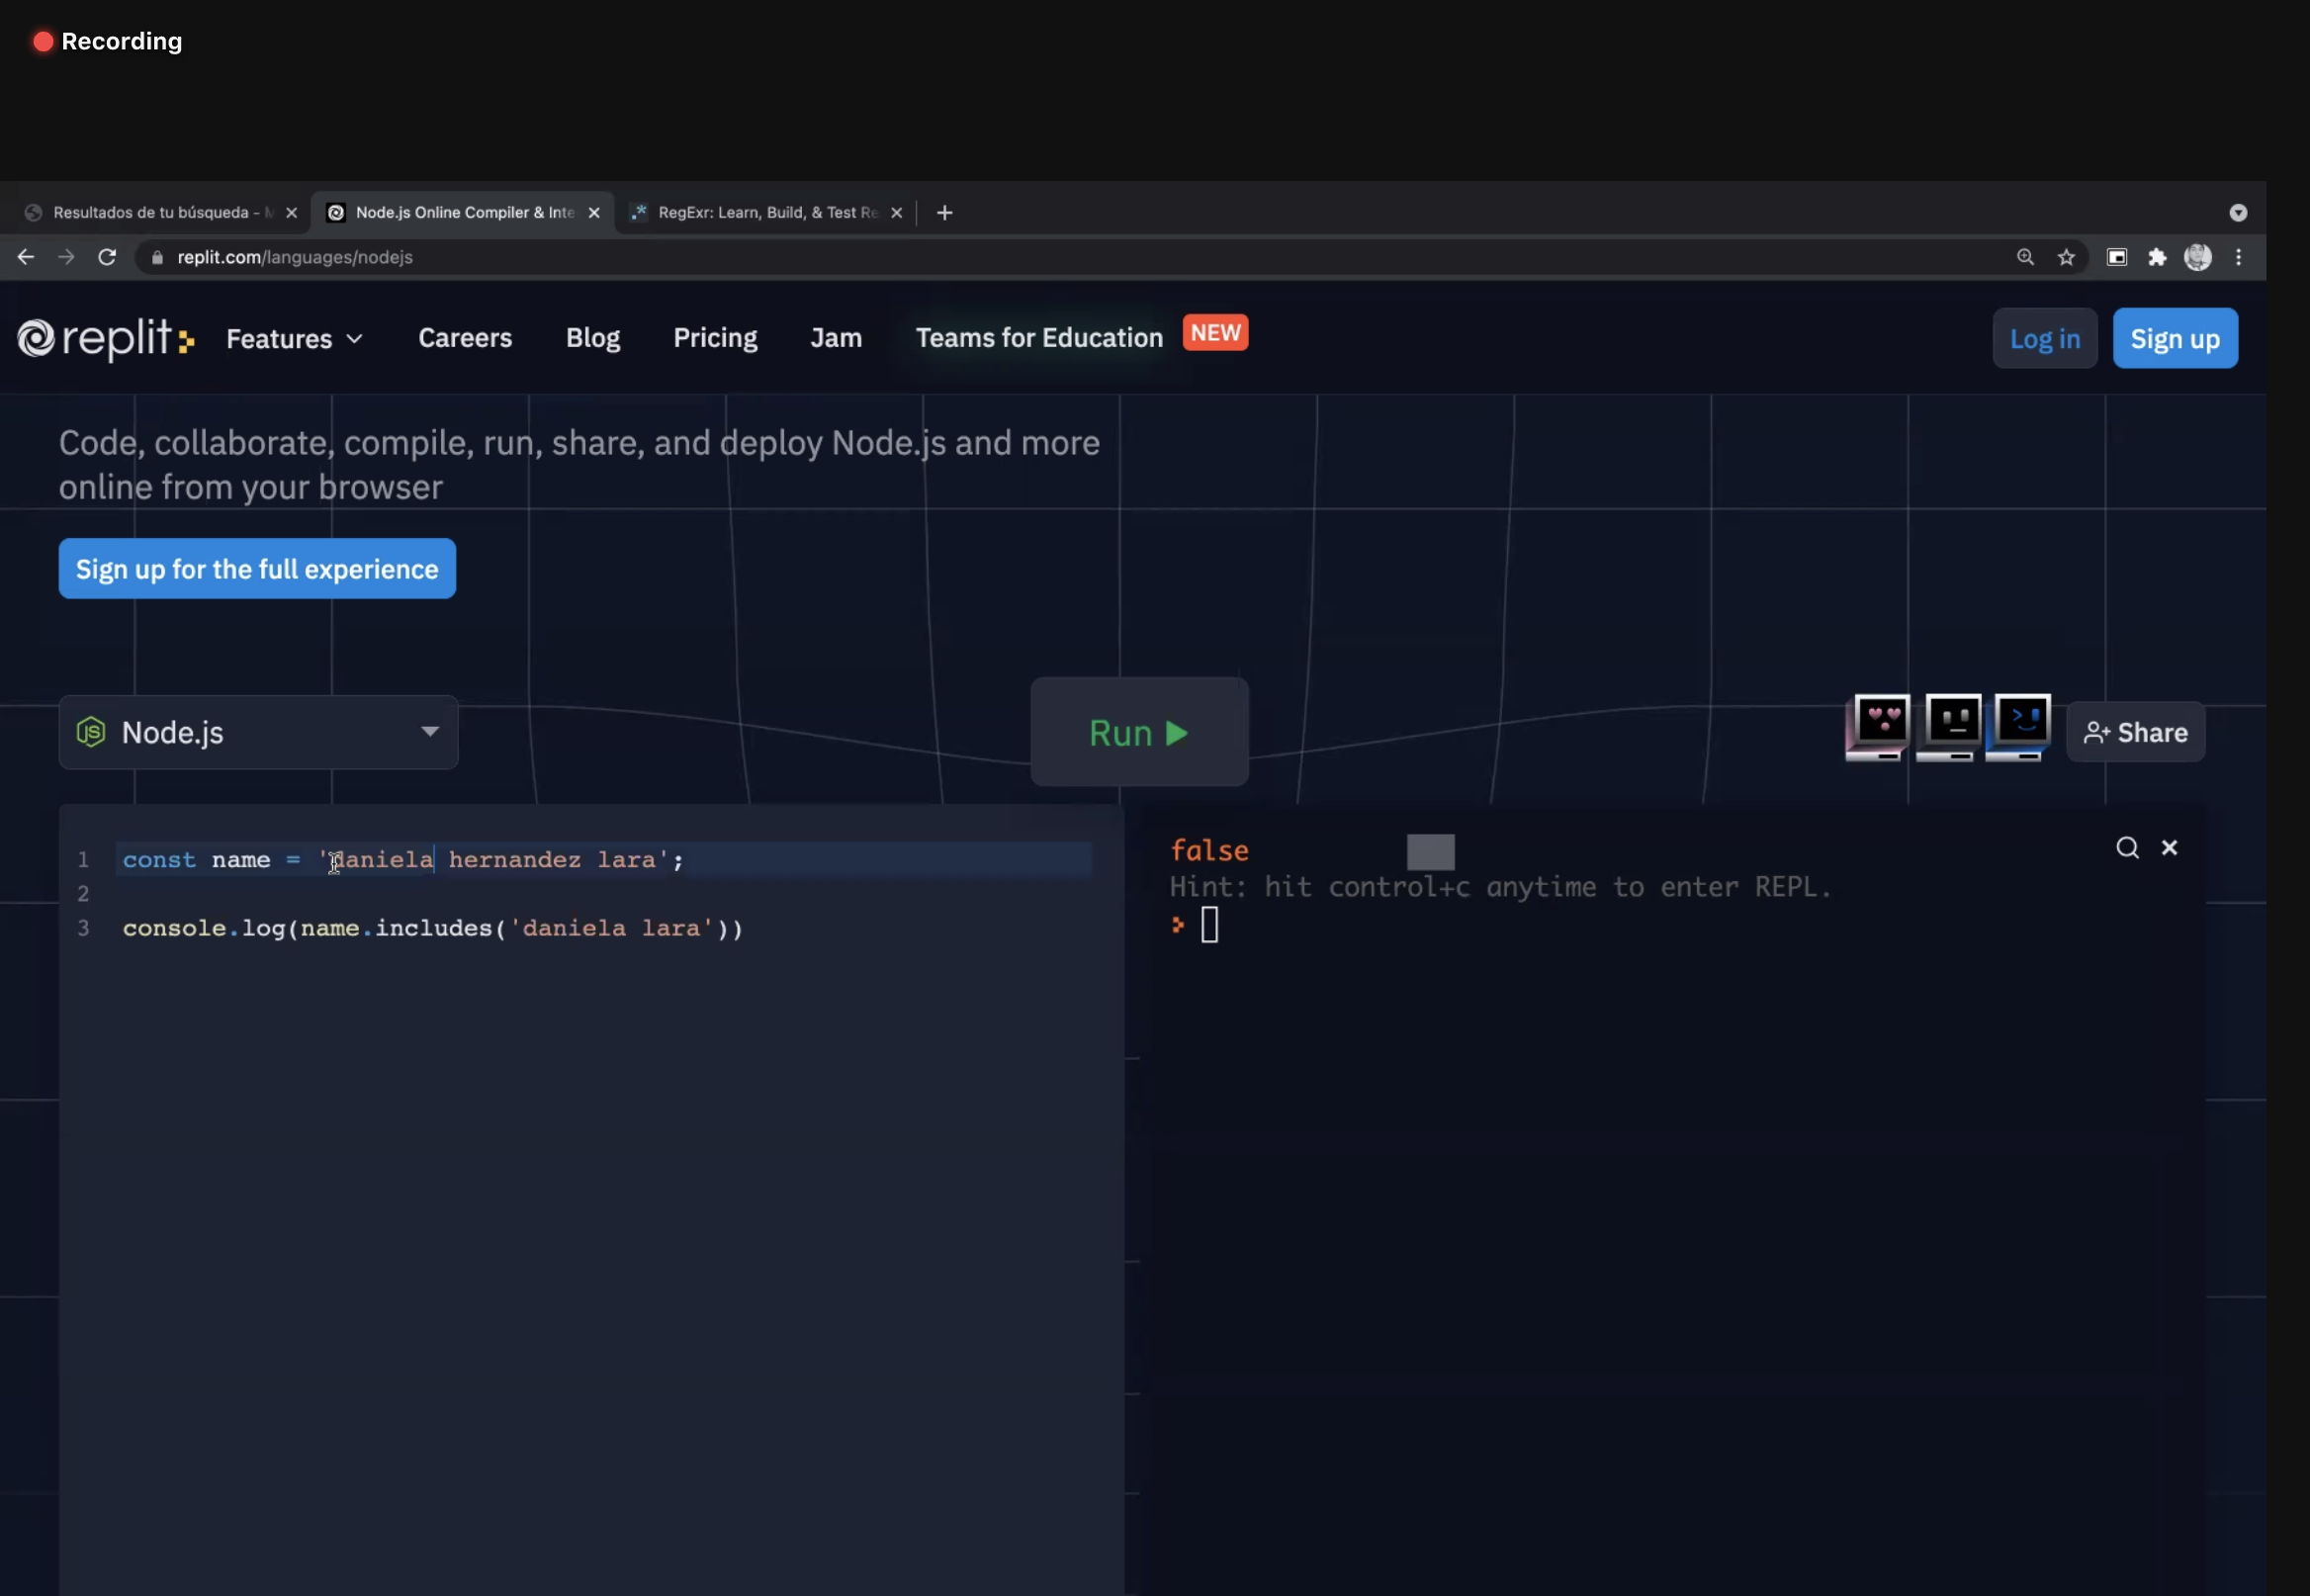 Recording
Resultados de tu búsqueda -
Node.js Online Compiler & Inte
RegExr: Learn, Build, & Test Re
replit.com/languages/nodejs
replit
Features
Careers
Blog
Pricing
Jam
Teams for Education
NEW
Log in
Sign up
Code, collaborate, compile, run, share, and deploy Node.js and more
online from your browser
Sign up for the full experience
JS
Node.js
Run
Share
1 const name = 'daniela hernandez lara';
2
3 console.log(name.includes('daniela lara'))
false
Hint: hit control+c anytime to enter REPL.